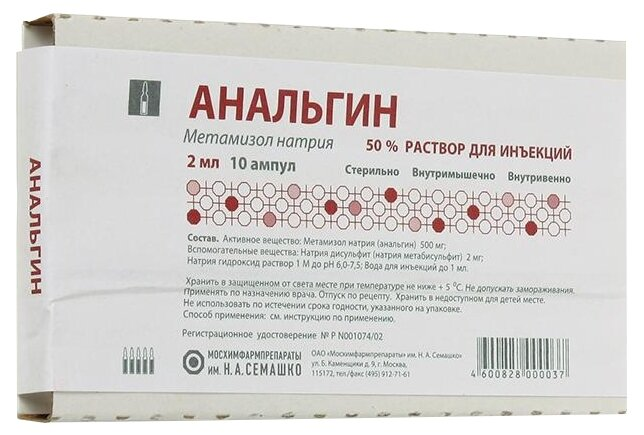 АНАЛЬГИН
АНАЛЬГИН
Метамизол натрия
50 % РАСТВОР ДЛЯ ИНЪЕКЦИЙ
2 мл 10 ампул
Стерильно Внутримышечно Внутривенно
Состав. Активное вещество: Метамизол натрия (анальгин) 500 мг;
Вспомогательные вещества: Натрия дисульфит (натрия метабисульфит) 2 мг;
Натрия гидроксид раствор 1 М до pH 6,0-7,5; Вода для инъекций до 1 мл.
Хранить в защищенном от света месте при температуре не ниже + 5 °С. Не допускать замораживания.
Применять по назначению врача. Отпуск по рецепту. Хранить в недоступном для детей месте.
Не использовать по истечении срока годности, указанного на упаковке.
Способ применения: см. инструкцию по применению.
Регистрационное удостоверение № Р N001074/02
МОСХИМФАРМПРЕПАРАТЫ
ИМ. Н.А.СЕМАШКО
ОАО «Мосхимфармпрепараты» им. Н. А. Семашко»
ул. Б. Каменщики д. 9, г. Москва,
115172, тел./факс (495) 912-71-61
4 600828 000037